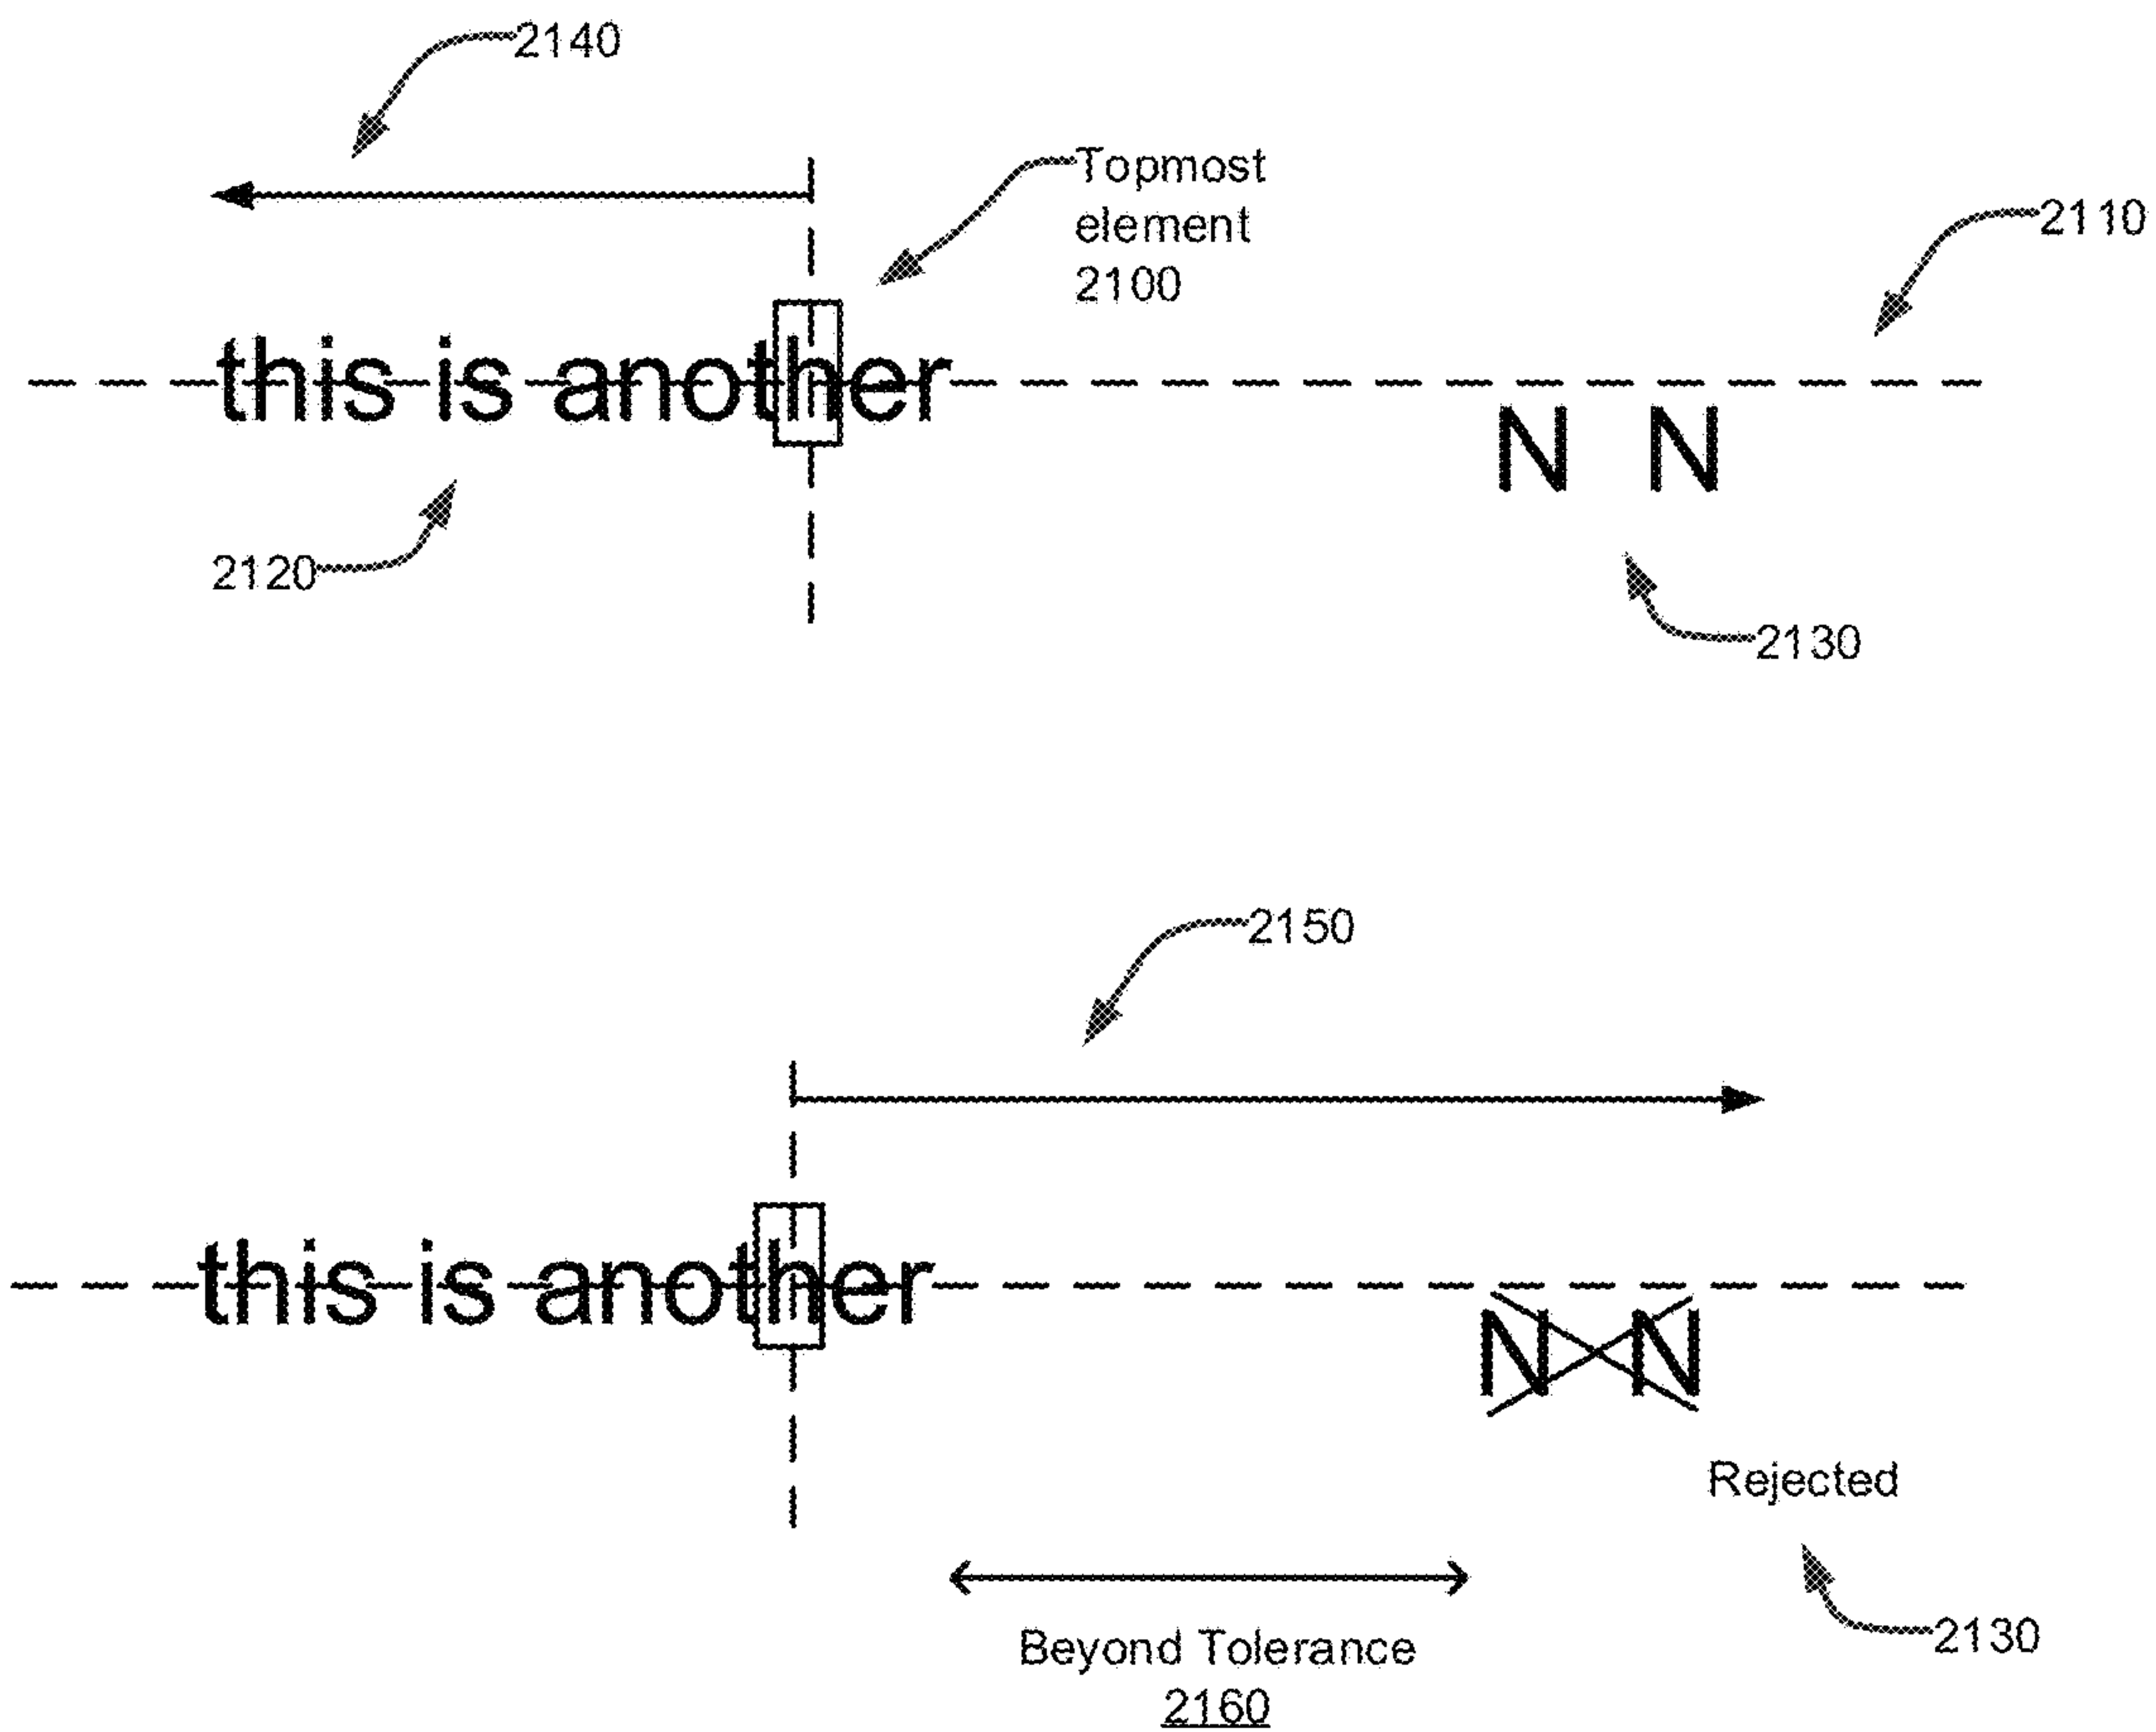 2140
Topmost
element
2100
2110
this is another
N N
2120
2130
2150
this is another
N N
Rejected
2130
Beyond Tolerance
2160